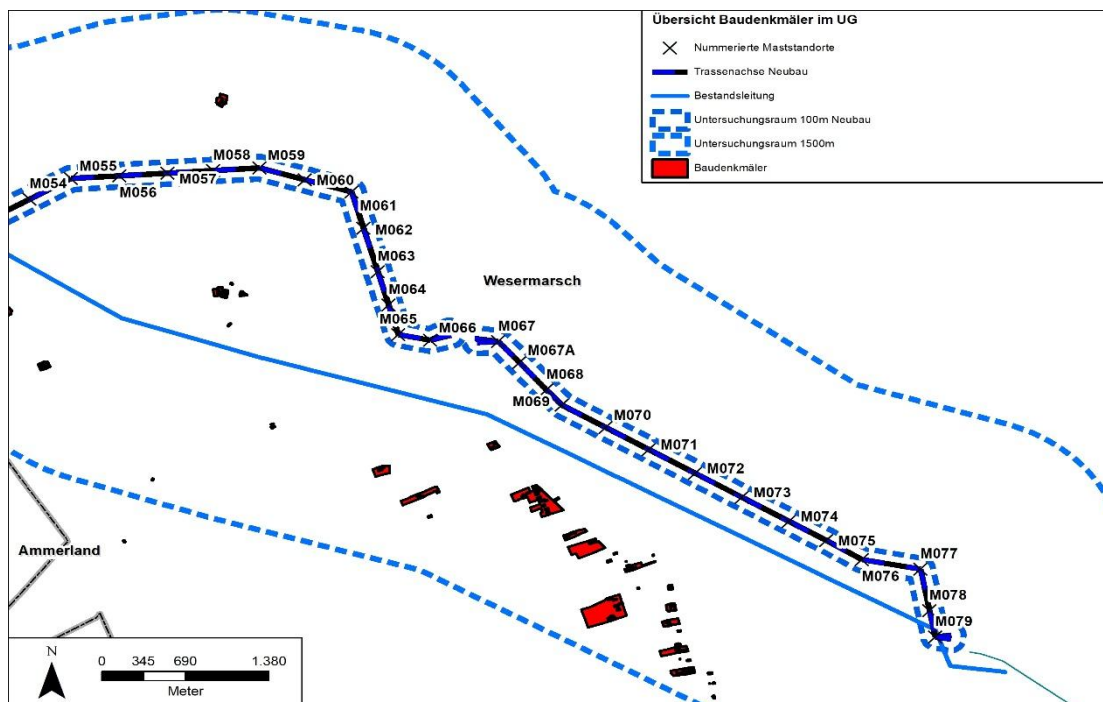 Übersicht Baudenkmäler im UG
Nummerierte Maststandorte
Trassenachse Neubau
Bestandsleitung
Untersuchungsraum 100m Neubau
Untersuchungsraum 1500m
Baudenkmäler
M054
M055
M056
M057
M058
M059
M060
M061
M062
M063
M064
M065
M066
M067
M067A
M068
M069
M070
M071
M072
M073
M074
M075
M076
M077
M078
M079
Wesermarsch
Ammerland
N
0 345 690 1.380
Meter